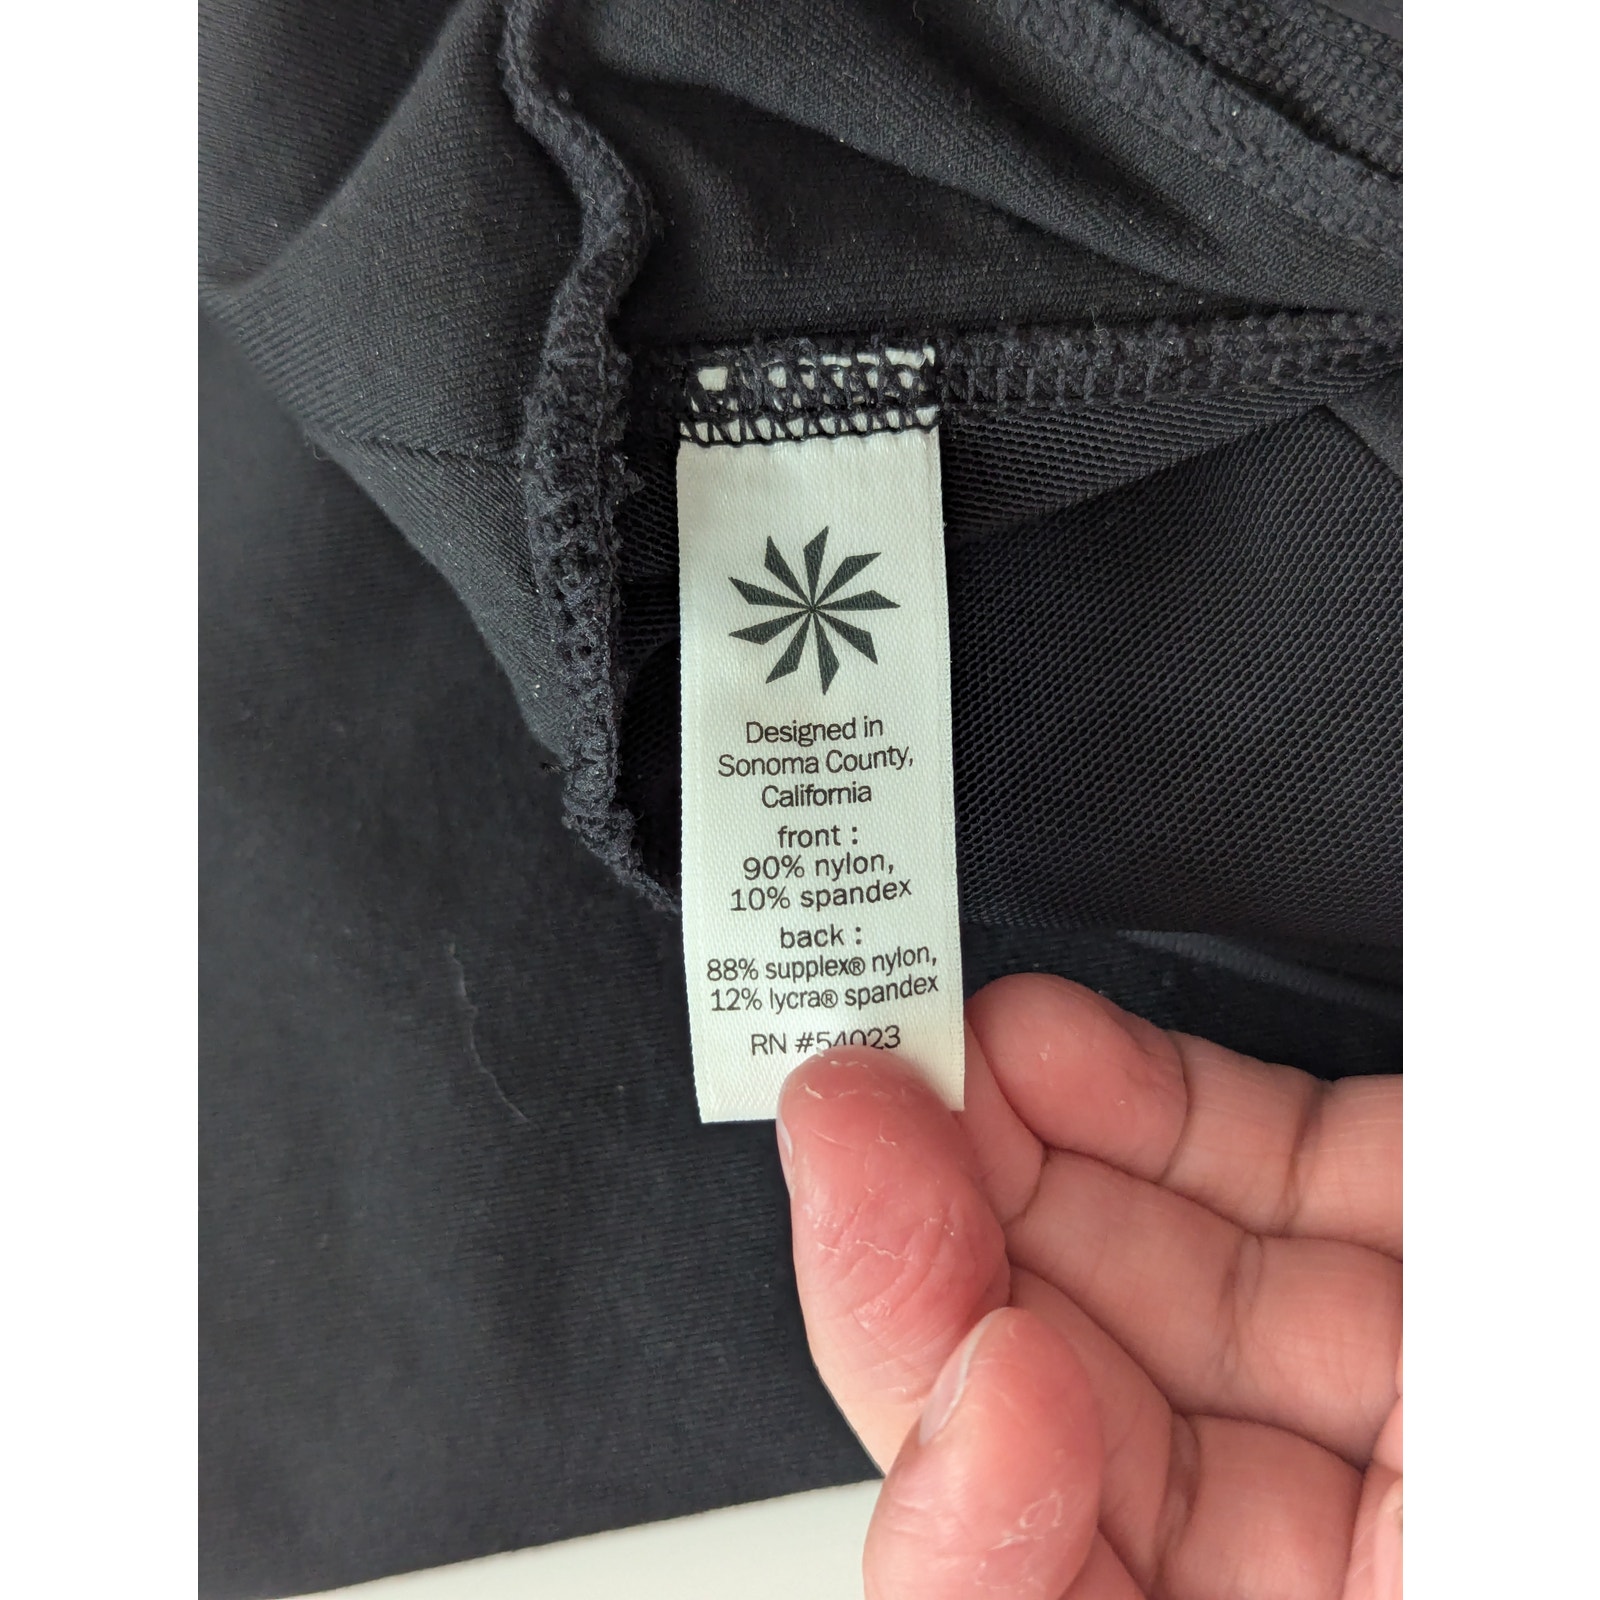 Designed in
Sonoma County,
California
front :
90% nylon,
10% spandex
back :
88% supplex® nylon,
12% lycra® spandex
RN #54023